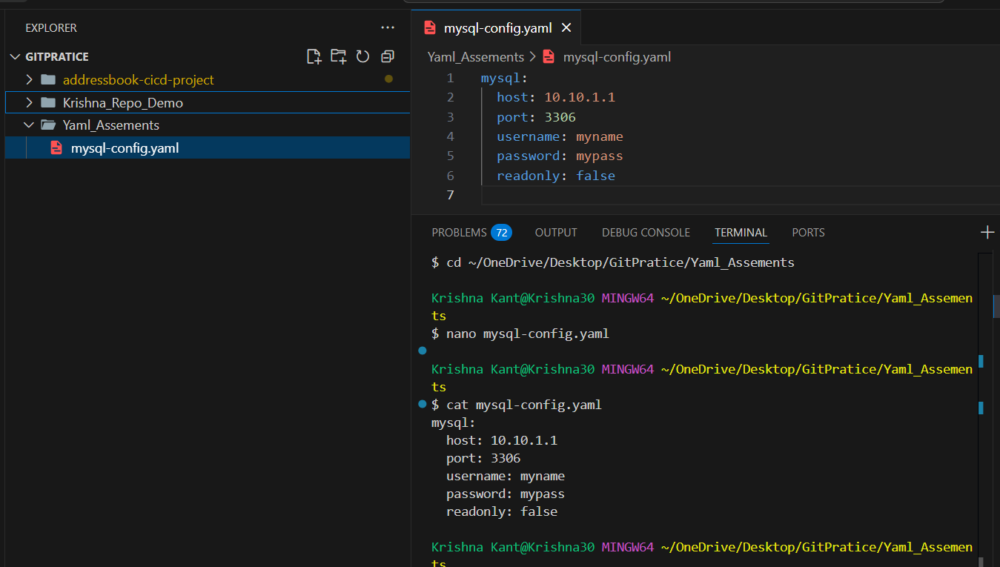 EXPLORER
GITPRATICE
addressbook-cicd-project
Krishna_Repo_Demo
Yaml_Assements
mysql-config.yaml
mysql-config.yaml
Yaml_Assements > mysql-config.yaml
1 mysql:
2 host: 10.10.1.1
3 port: 3306
4 username: myname
5 password: mypass
6 readonly: false
7
PROBLEMS 72 OUTPUT DEBUG CONSOLE TERMINAL PORTS
$ cd ~/OneDrive/Desktop/GitPratice/Yaml_Assements
Krishna Kant@Krishna30 MINGW64 ~/OneDrive/Desktop/GitPratice/Yaml_Assemen
ts
$ nano mysql-config.yaml
Krishna Kant@Krishna30 MINGW64 ~/OneDrive/Desktop/GitPratice/Yaml_Assemen
ts
$ cat mysql-config.yaml
mysql:
host: 10.10.1.1
port: 3306
username: myname
password: mypass
readonly: false
Krishna Kant@Krishna30 MINGW64 ~/OneDrive/Desktop/GitPratice/Yaml_Assemen
ts